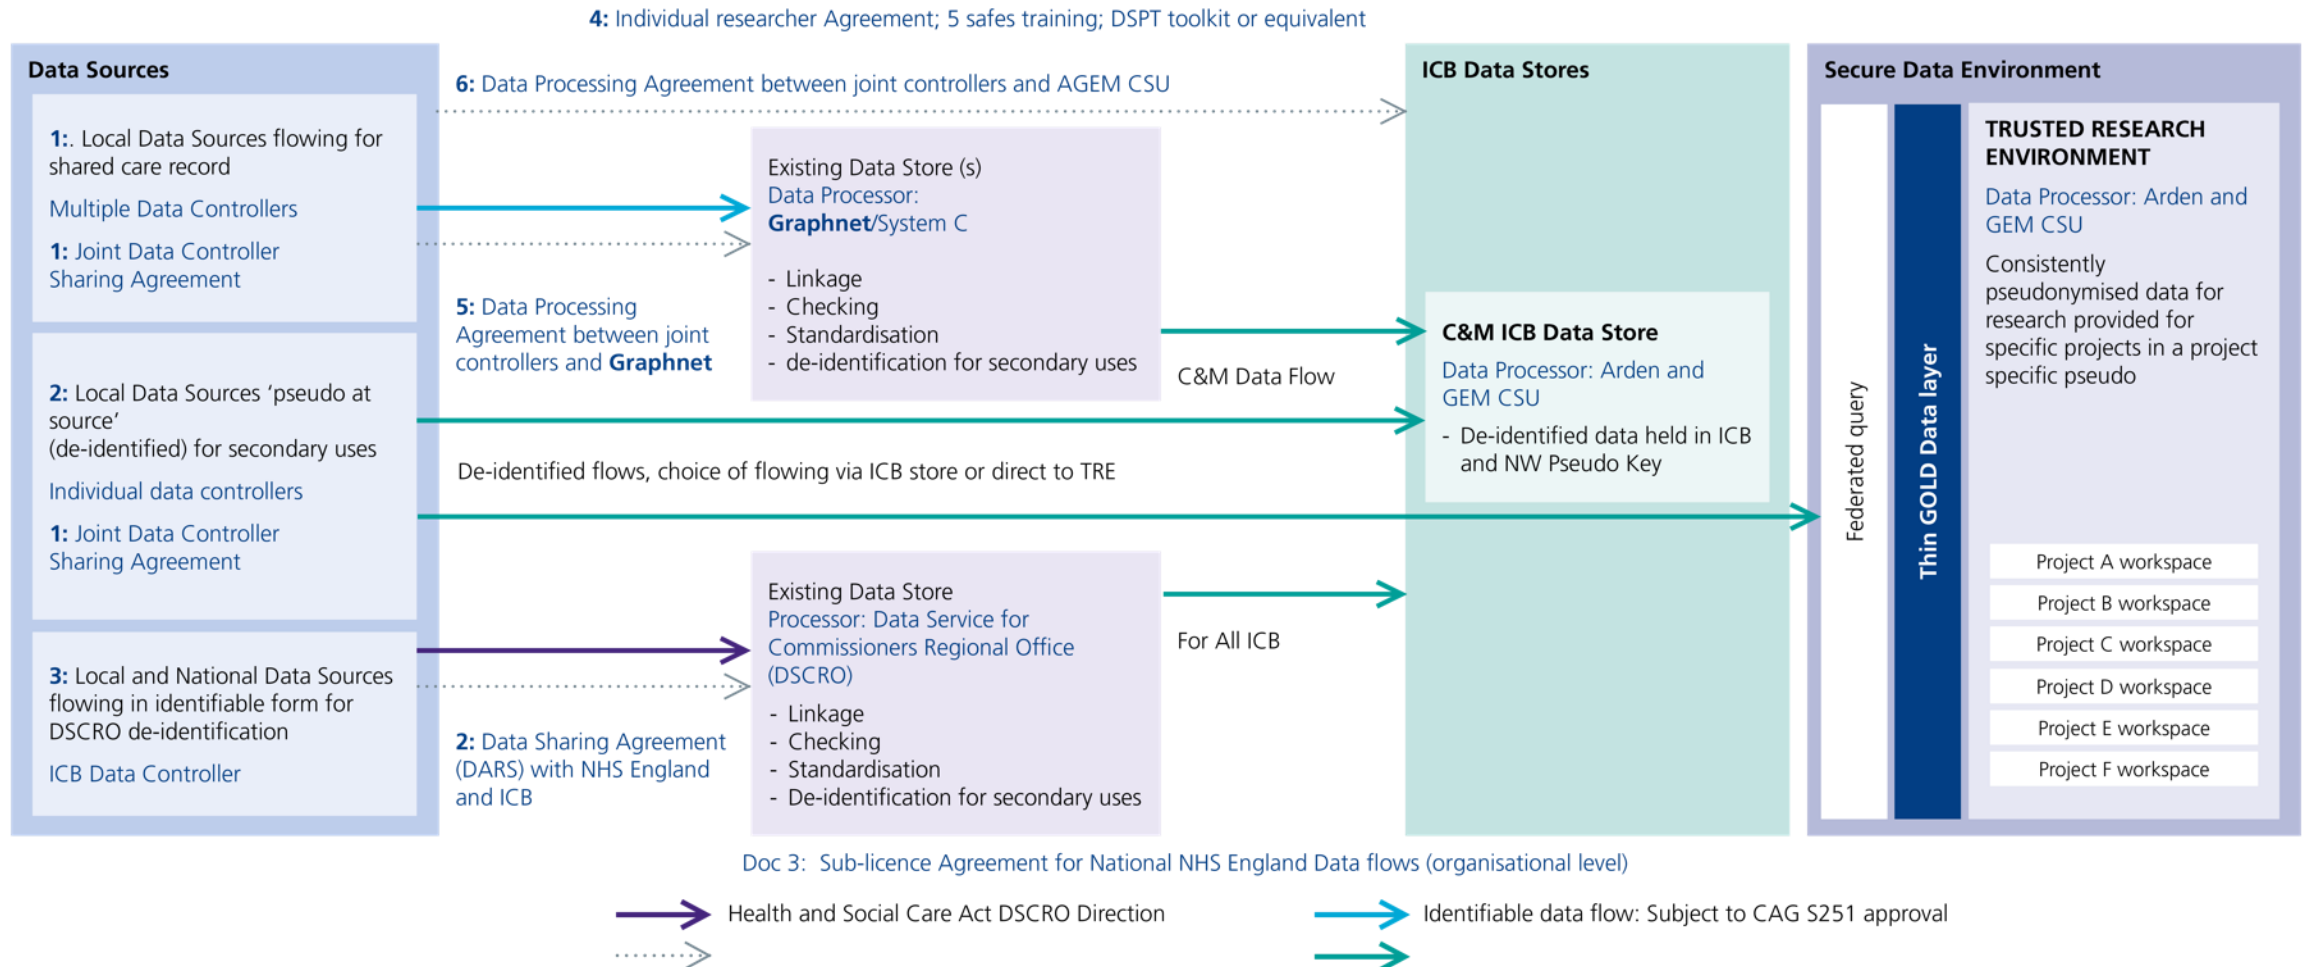 4: Individual researcher Agreement; 5 safes training; DSPT toolkit or equivalent
Data Sources
1:. Local Data Sources flowing for
shared care record
Multiple Data Controllers
1: Joint Data Controller
Sharing Agreement
2: Local Data Sources ‘pseudo at
source’
(de-identified) for secondary uses
Individual data controllers
1: Joint Data Controller
Sharing Agreement
3: Local and National Data Sources
flowing in identifiable form for
DSCRO de-identification
ICB Data Controller
6: Data Processing Agreement between joint controllers and AGEM CSU
Existing Data Store (s)
Data Processor:
Graphnet/System C
- Linkage
- Checking
- Standardisation
- de-identification for secondary uses
5: Data Processing
Agreement between joint
controllers and Graphnet
C&M Data Flow
De-identified flows, choice of flowing via ICB store or direct to TRE
Existing Data Store
Processor: Data Service for
Commissioners Regional Office
(DSCRO)
- Linkage
- Checking
- Standardisation
- De-identification for secondary uses
2: Data Sharing Agreement
(DARS) with NHS England
and ICB
For All ICB
ICB Data Stores
C&M ICB Data Store
Data Processor: Arden and
GEM CSU
- De-identified data held in ICB
and NW Pseudo Key
Secure Data Environment
Federated query
Thin GOLD Data layer
TRUSTED RESEARCH
ENVIRONMENT
Data Processor: Arden and
GEM CSU
Consistently
pseudonymised data for
research provided for
specific projects in a project
specific pseudo
Project A workspace
Project B workspace
Project C workspace
Project D workspace
Project E workspace
Project F workspace
Doc 3: Sub-licence Agreement for National NHS England Data flows (organisational level)
Health and Social Care Act DSCRO Direction
Identifiable data flow: Subject to CAG S251 approval